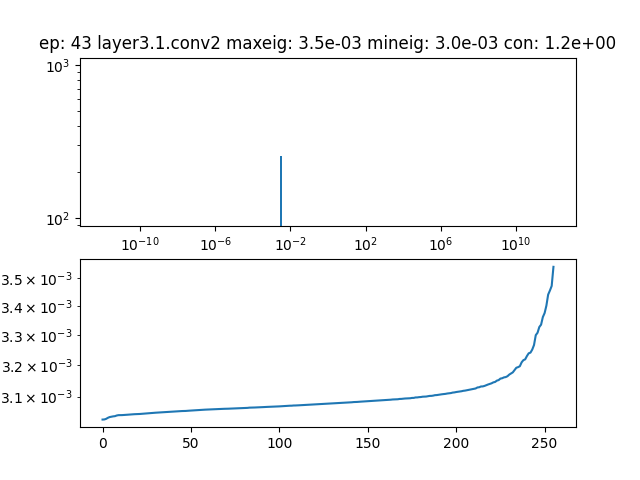 ep: 43 layer3.1.conv2 maxeig: 3.5e-03 mineig: 3.0e-03 con: 1.2e+00
10³
10²
10⁻¹⁰ 10⁻⁶ 10⁻² 10² 10⁶ 10¹⁰
3.5 × 10⁻³
3.4 × 10⁻³
3.3 × 10⁻³
3.2 × 10⁻³
3.1 × 10⁻³
0 50 100 150 200 250